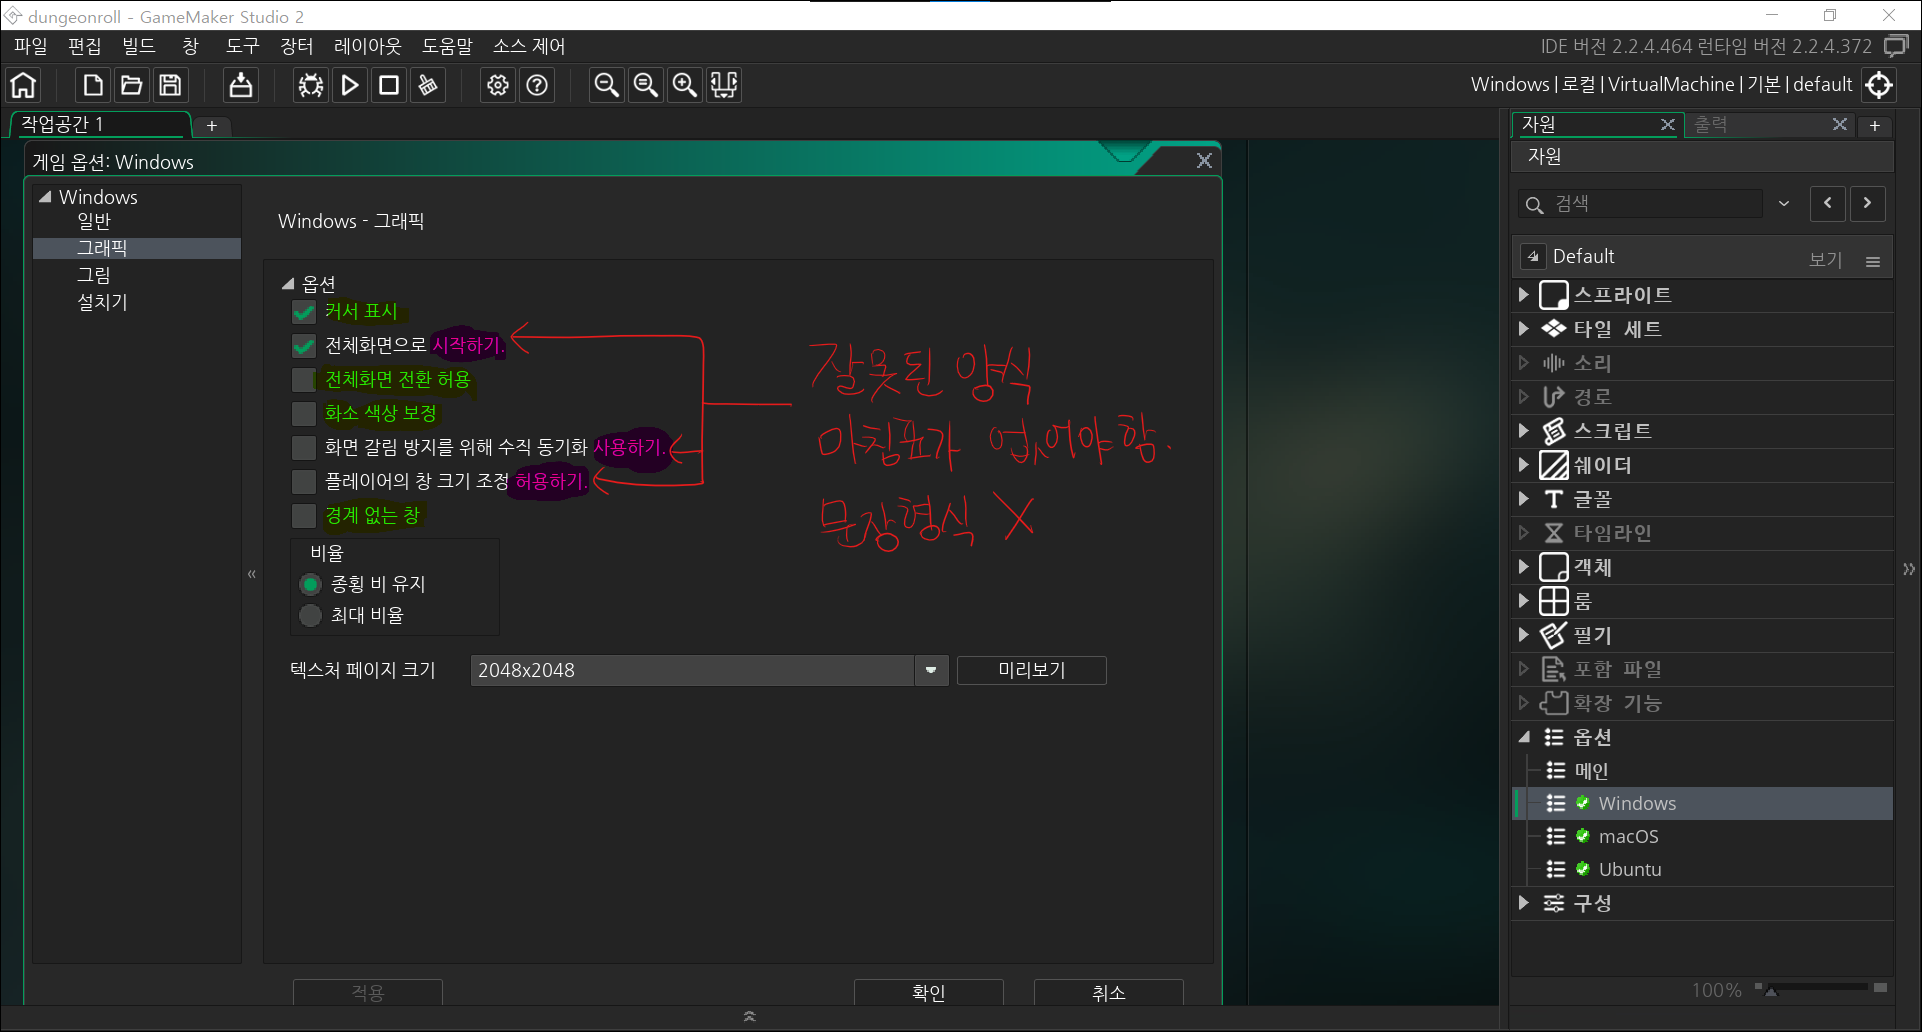 dungeonroll - GameMaker Studio 2
파일 편집 빌드 창 도구 장터 레이아웃 도움말 소스 제어
IDE 버전 2.2.4.464 런타임 버전 2.2.4.372
Windows | 로컬 | VirtualMachine | 기본 | default
작업공간 1
+
게임 옵션: Windows
Windows
일반
그래픽
그림
설치기
Windows - 그래픽
옵션
커서 표시
전체화면으로 시작하기.
전체화면 전환 허용
화소 색상 보정
화면 갈림 방지를 위해 수직 동기화 사용하기.
플레이어의 창 크기 조정 허용하기.
경계 없는 창
비율
종횡 비 유지
최대 비율
텍스처 페이지 크기
2048x2048
미리보기
잘못된 양식
마침표가 없어야 함.
문장형식 X
적용
확인
취소
자원
출력
+
자원
검색
Default
보기
스프라이트
타일 세트
소리
경로
스크립트
쉐이더
글꼴
타임라인
객체
룸
필기
포함 파일
확장 기능
옵션
메인
Windows
macOS
Ubuntu
구성
100%